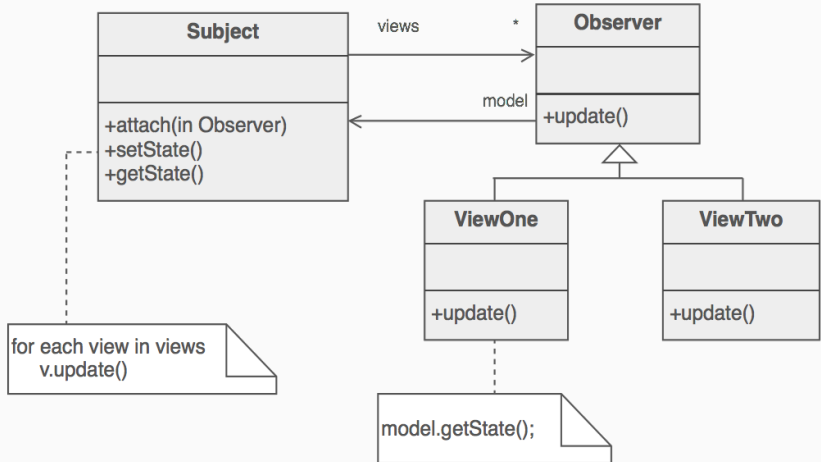 Subject
+attach(in Observer)
+setState()
+getState()
views
*
model
Observer
+update()
ViewOne
+update()
ViewTwo
+update()
for each view in views
v.update()
model.getState();